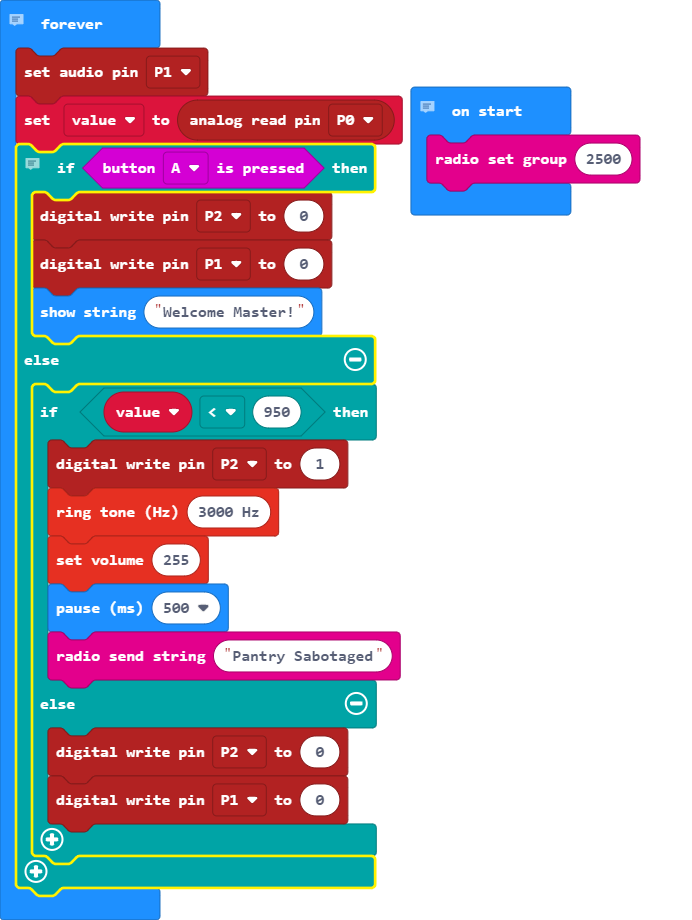 forever
set audio pin P1
set value to analog read pin P0
if button A is pressed then
digital write pin P2 to 0
digital write pin P1 to 0
show string "Welcome Master!"
else
if value < 950 then
digital write pin P2 to 1
ring tone (Hz) 3000 Hz
set volume 255
pause (ms) 500
radio send string "Pantry Sabotaged"
else
digital write pin P2 to 0
digital write pin P1 to 0
on start
radio set group 2500